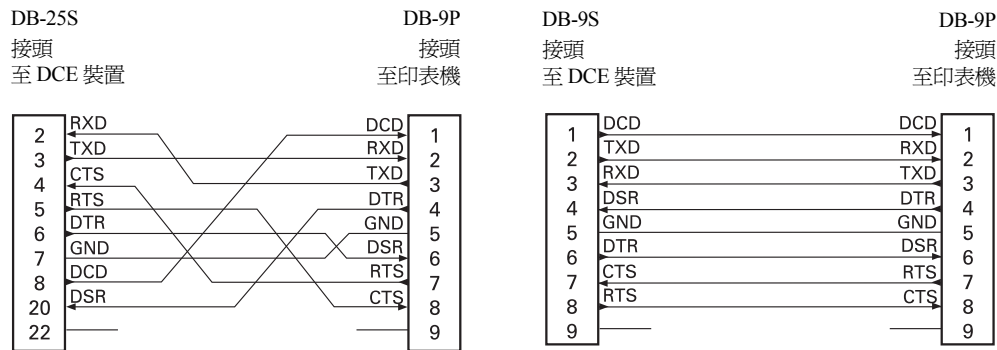 DB-25S DB-9P
接頭 接頭
至 DCE 裝置 至印表機
2 RXD DCD 1
3 TXD RXD 2
4 CTS TXD 3
5 RTS DTR 4
6 DTR GND 5
7 GND DSR 6
8 DCD RTS 7
20 DSR CTS 8
22 9
DB-9S DB-9P
接頭 接頭
至 DCE 裝置 至印表機
1 DCD DCD 1
2 TXD RXD 2
3 RXD TXD 3
4 DSR DTR 4
5 GND GND 5
6 DTR DSR 6
7 CTS RTS 7
8 RTS CTS 8
9 9